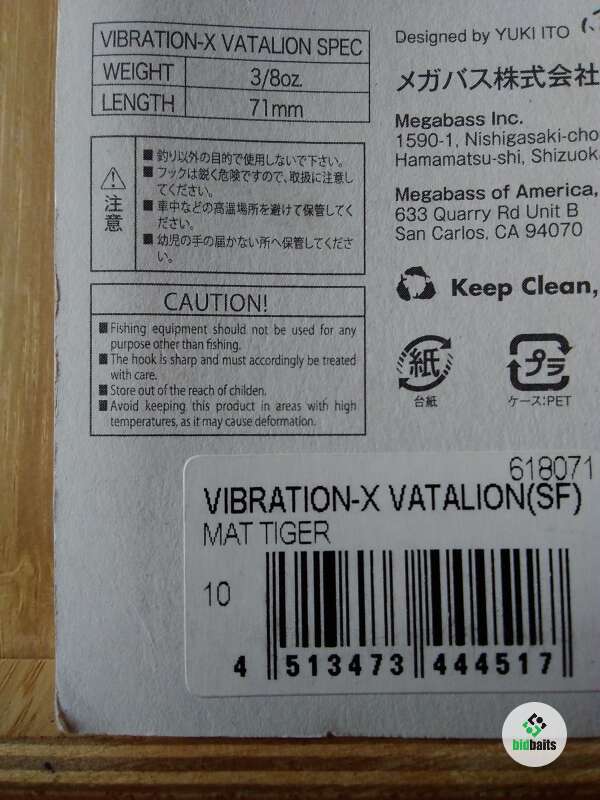 VIBRATION-X VATALION SPEC
WEIGHT 3/8oz.
LENGTH 71mm
Designed by YUKI ITO
メガバス株式会社
Megabass Inc.
1590-1, Nishigasaki-cho
Hamamatsu-shi, Shizuok
Megabass of America,
633 Quarry Rd Unit B
San Carlos, CA 94070
注意
■ 釣り以外の目的で使用しないで下さい。
■ フックは鋭く危険ですので、取扱に注意し
てください。
■ 車中などの高温場所を避けて保管してく
ださい。
■ 幼児の手の届かない所へ保管してくださ
い。
Keep Clean,
CAUTION!
■ Fishing equipment should not be used for any
purpose other than fishing.
■ The hook is sharp and must accordingly be treated
with care.
■ Store out of the reach of childen.
■ Avoid keeping this product in areas with high
temperatures, as it may cause deformation.
紙
台紙
プラ
ケース:PET
618071
VIBRATION-X VATALION(SF)
MAT TIGER
10
4 513473 444517
bidbaits